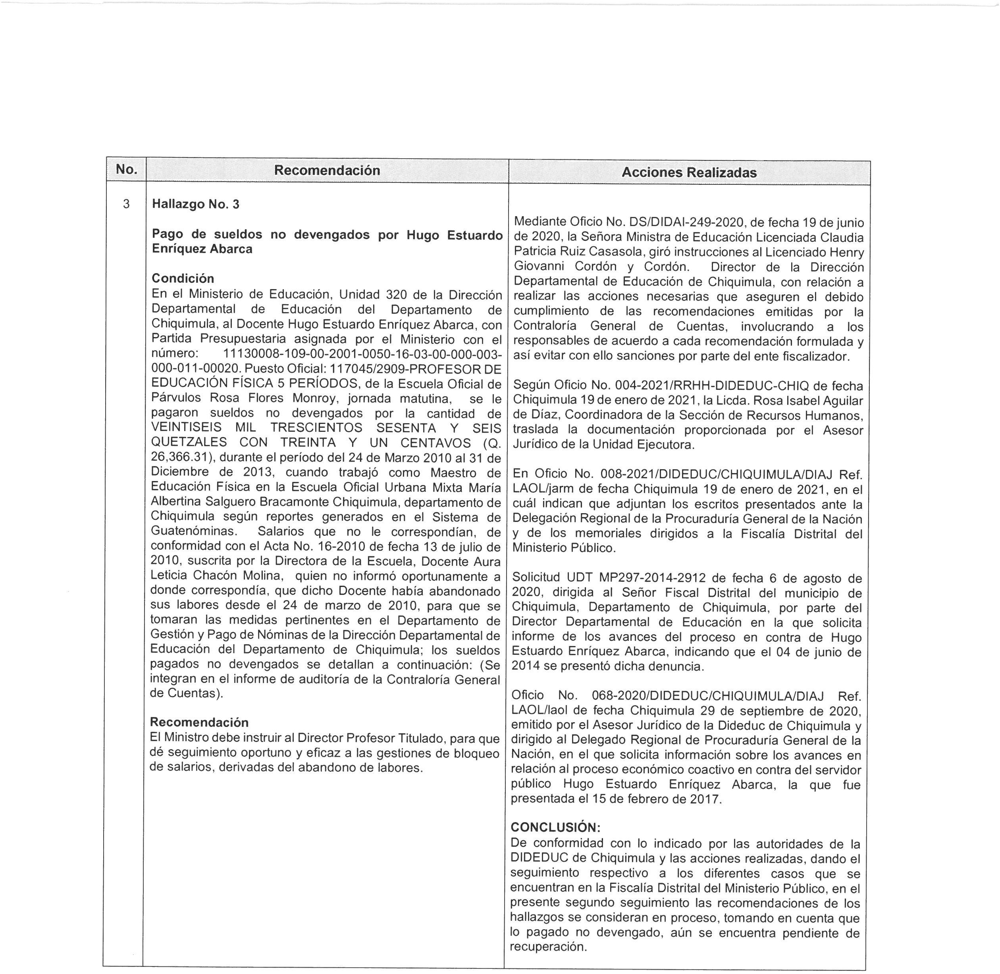 No.
Recomendación
Acciones Realizadas
3
Hallazgo No. 3
Pago de sueldos no devengados por Hugo Estuardo
Enríquez Abarca
Condición
En el Ministerio de Educación, Unidad 320 de la Dirección
Departamental de Educación del Departamento de
Chiquimula, al Docente Hugo Estuardo Enríquez Abarca, con
Partida Presupuestaria asignada por el Ministerio con el
número: 11130008-109-00-2001-0050-16-03-00-000-003-
000-011-00020. Puesto Oficial: 117045/2909-PROFESOR DE
EDUCACIÓN FÍSICA 5 PERÍODOS, de la Escuela Oficial de
Párvulos Rosa Flores Monroy, jornada matutina, se le
pagaron sueldos no devengados por la cantidad de
VEINTISEIS MIL TRESCIENTOS SESENTA Y SEIS
QUETZALES CON TREINTA Y UN CENTAVOS (Q.
26,366.31), durante el período del 24 de Marzo 2010 al 31 de
Diciembre de 2013, cuando trabajó como Maestro de
Educación Física en la Escuela Oficial Urbana Mixta María
Albertina Salguero Bracamonte Chiquimula, departamento de
Chiquimula según reportes generados en el Sistema de
Guatenóminas. Salarios que no le correspondían, de
conformidad con el Acta No. 16-2010 de fecha 13 de julio de
2010, suscrita por la Directora de la Escuela, Docente Aura
Leticia Chacón Molina, quien no informó oportunamente a
donde correspondía, que dicho Docente había abandonado
sus labores desde el 24 de marzo de 2010, para que se
tomaran las medidas pertinentes en el Departamento de
Gestión y Pago de Nóminas de la Dirección Departamental de
Educación del Departamento de Chiquimula; los sueldos
pagados no devengados se detallan a continuación: (Se
integran en el informe de auditoría de la Contraloría General
de Cuentas).
Recomendación
El Ministro debe instruir al Director Profesor Titulado, para que
dé seguimiento oportuno y eficaz a las gestiones de bloqueo
de salarios, derivadas del abandono de labores.
Mediante Oficio No. DS/DIDAI-249-2020, de fecha 19 de junio
de 2020, la Señora Ministra de Educación Licenciada Claudia
Patricia Ruiz Casasola, giró instrucciones al Licenciado Henry
Giovanni Cordón y Cordón. Director de la Dirección
Departamental de Educación de Chiquimula, con relación a
realizar las acciones necesarias que aseguren el debido
cumplimiento de las recomendaciones emitidas por la
Contraloría General de Cuentas, involucrando a los
responsables de acuerdo a cada recomendación formulada y
así evitar con ello sanciones por parte del ente fiscalizador.
Según Oficio No. 004-2021/RRHH-DIDEDUC-CHIQ de fecha
Chiquimula 19 de enero de 2021, la Licda. Rosa Isabel Aguilar
de Díaz, Coordinadora de la Sección de Recursos Humanos,
traslada la documentación proporcionada por el Asesor
Jurídico de la Unidad Ejecutora.
En Oficio No. 008-2021/DIDEDUC/CHIQUIMULA/DIAJ Ref.
LAOL/jarm de fecha Chiquimula 19 de enero de 2021, en el
cuál indican que adjuntan los escritos presentados ante la
Delegación Regional de la Procuraduría General de la Nación
y de los memoriales dirigidos a la Fiscalía Distrital del
Ministerio Público.
Solicitud UDT MP297-2014-2912 de fecha 6 de agosto de
2020, dirigida al Señor Fiscal Distrital del municipio de
Chiquimula, Departamento de Chiquimula, por parte del
Director Departamental de Educación en la que solicita
informe de los avances del proceso en contra de Hugo
Estuardo Enríquez Abarca, indicando que el 04 de junio de
2014 se presentó dicha denuncia.
Oficio No. 068-2020/DIDEDUC/CHIQUIMULA/DIAJ Ref.
LAOL/laol de fecha Chiquimula 29 de septiembre de 2020,
emitido por el Asesor Jurídico de la Dideduc de Chiquimula y
dirigido al Delegado Regional de Procuraduría General de la
Nación, en el que solicita información sobre los avances en
relación al proceso económico coactivo en contra del servidor
público Hugo Estuardo Enríquez Abarca, la que fue
presentada el 15 de febrero de 2017.
CONCLUSIÓN:
De conformidad con lo indicado por las autoridades de la
DIDEDUC de Chiquimula y las acciones realizadas, dando el
seguimiento respectivo a los diferentes casos que se
encuentran en la Fiscalía Distrital del Ministerio Público, en el
presente segundo seguimiento las recomendaciones de los
hallazgos se consideran en proceso, tomando en cuenta que
lo pagado no devengado, aún se encuentra pendiente de
recuperación.